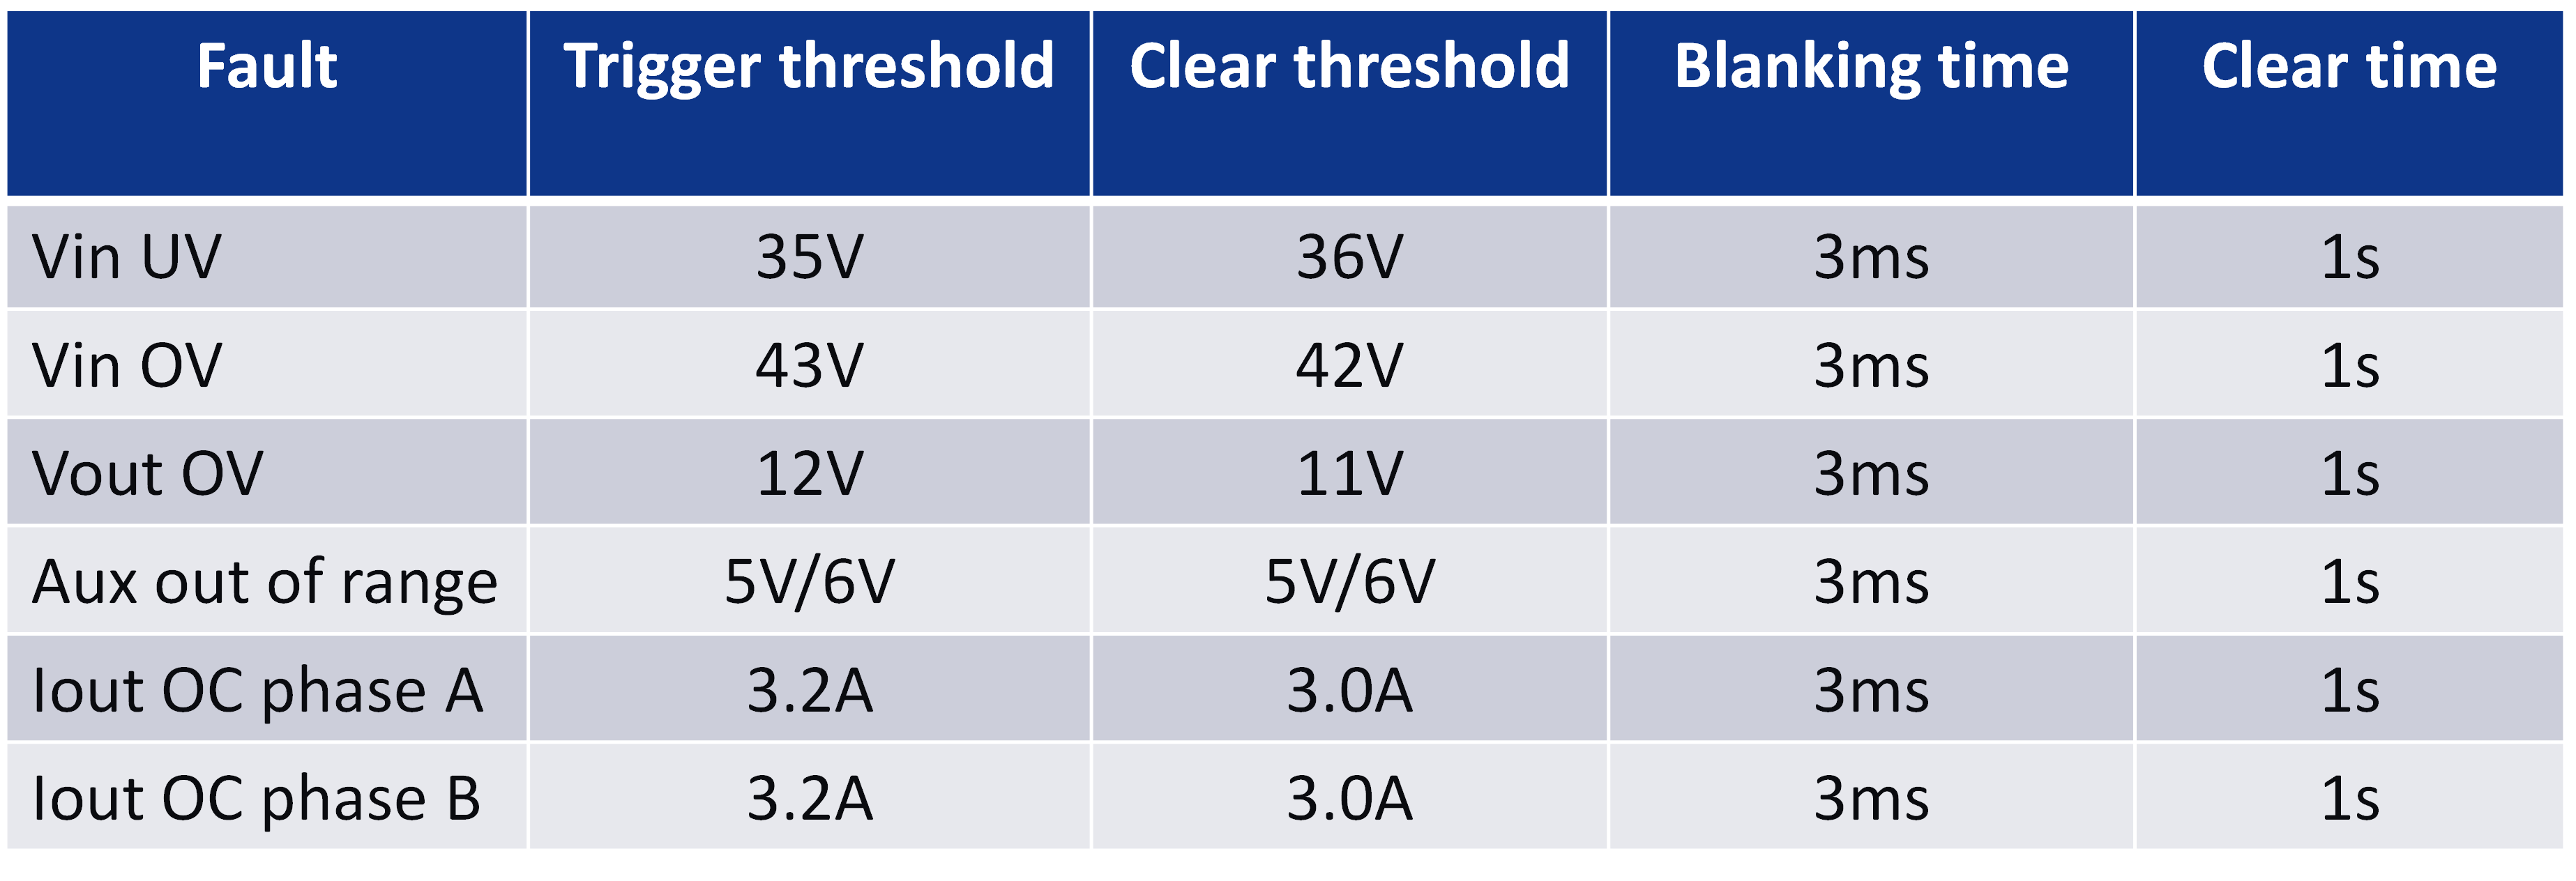 Fault Trigger threshold Clear threshold Blanking time Clear time
Vin UV 35V 36V 3ms 1s
Vin OV 43V 42V 3ms 1s
Vout OV 12V 11V 3ms 1s
Aux out of range 5V/6V 5V/6V 3ms 1s
Iout OC phase A 3.2A 3.0A 3ms 1s
Iout OC phase B 3.2A 3.0A 3ms 1s